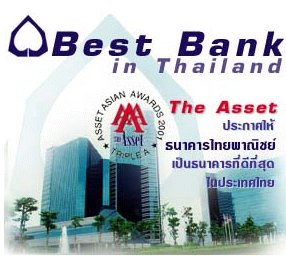 Best Bank
in Thailand
ASSET ASIAN AWARDS 2001
AAA
THE Asset
TRIPLE A
The Asset
ประกาศให้
ธนาคารไทยพาณิชย์
เป็นธนาคารที่ดีที่สุด
ในประเทศไทย